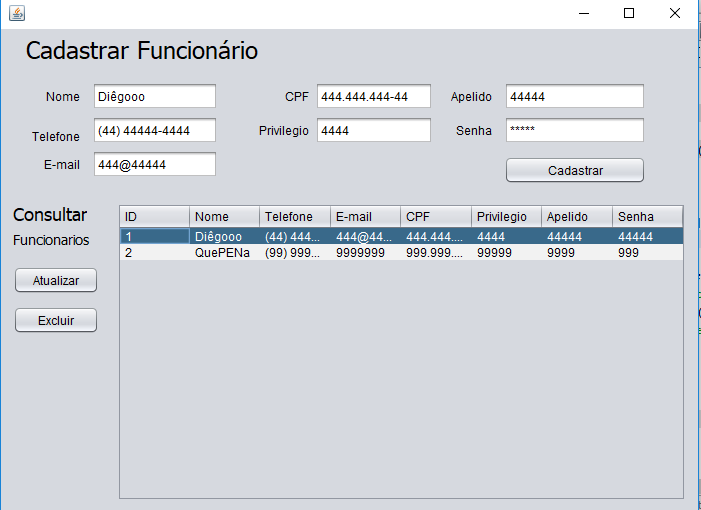 Cadastrar Funcionário
Nome Diêgooo CPF 444.444.444-44 Apelido 44444
Telefone (44) 44444-4444 Privilegio 4444 Senha *****
E-mail 444@44444
Cadastrar
Consultar
Funcionarios
Atualizar
Excluir
ID Nome Telefone E-mail CPF Privilegio Apelido Senha
1 Diêgooo (44) 444... 444@44... 444.444.... 4444 44444 44444
2 QuePENa (99) 999... 9999999 999.999.... 99999 9999 999